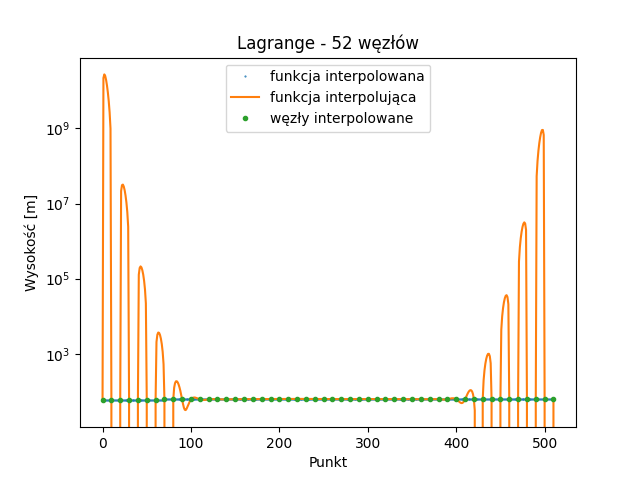 Lagrange - 52 węzłów
funkcja interpolowana
funkcja interpolująca
węzły interpolowane
Wysokość [m]
10⁹
10⁷
10⁵
10³
0 100 200 300 400 500
Punkt